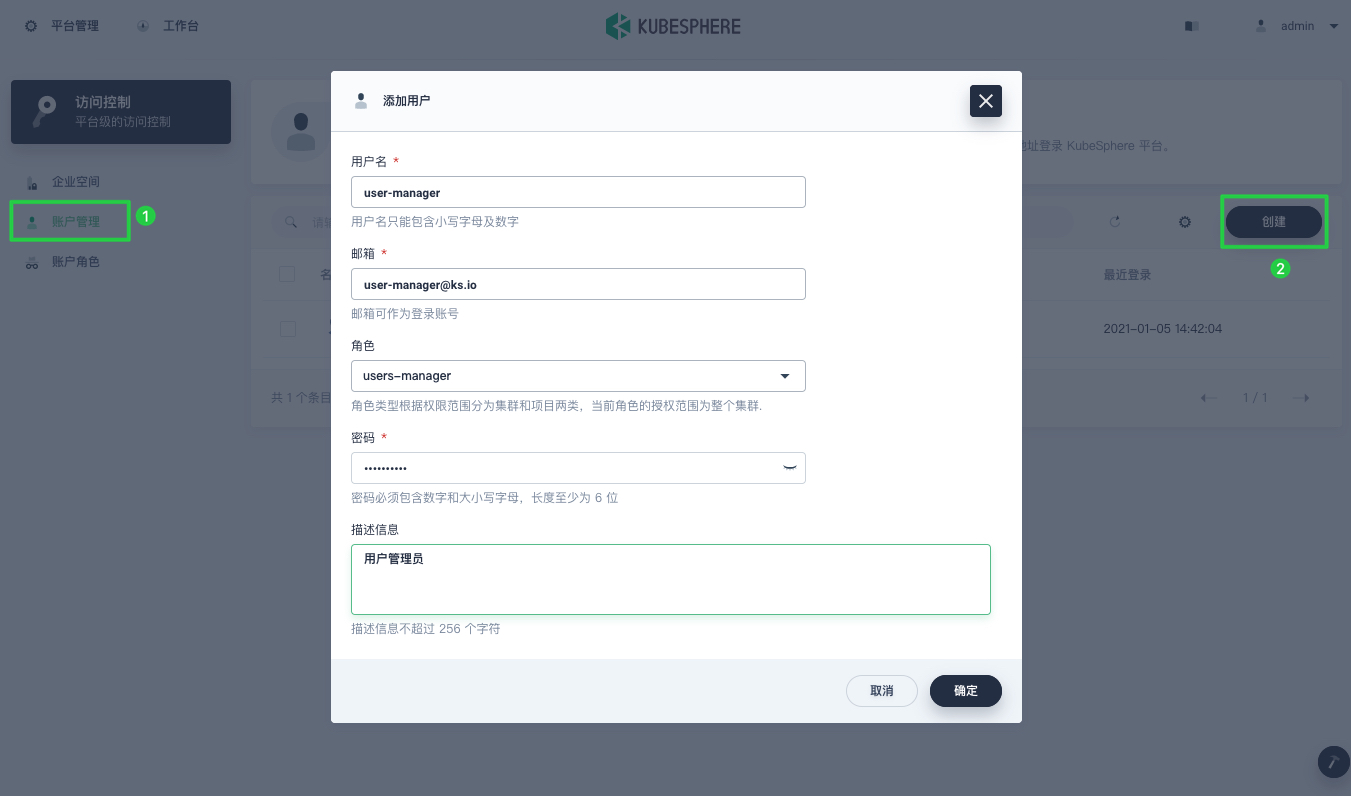 平台管理
工作台
KUBESPHERE
admin
访问控制
平台级的访问控制
企业空间
账户管理
1
账户角色
添加用户
用户名 *
user-manager
用户名只能包含小写字母及数字
邮箱 *
user-manager@ks.io
邮箱可作为登录账号
角色
users-manager
角色类型根据权限范围分为集群和项目两类，当前角色的授权范围为整个集群.
密码 *
••••••••••
密码必须包含数字和大小写字母，长度至少为 6 位
描述信息
用户管理员
描述信息不超过 256 个字符
取消
确定
地址登录 KubeSphere 平台。
创建
2
最近登录
2021-01-05 14:42:04
共 1 个条目
1 / 1